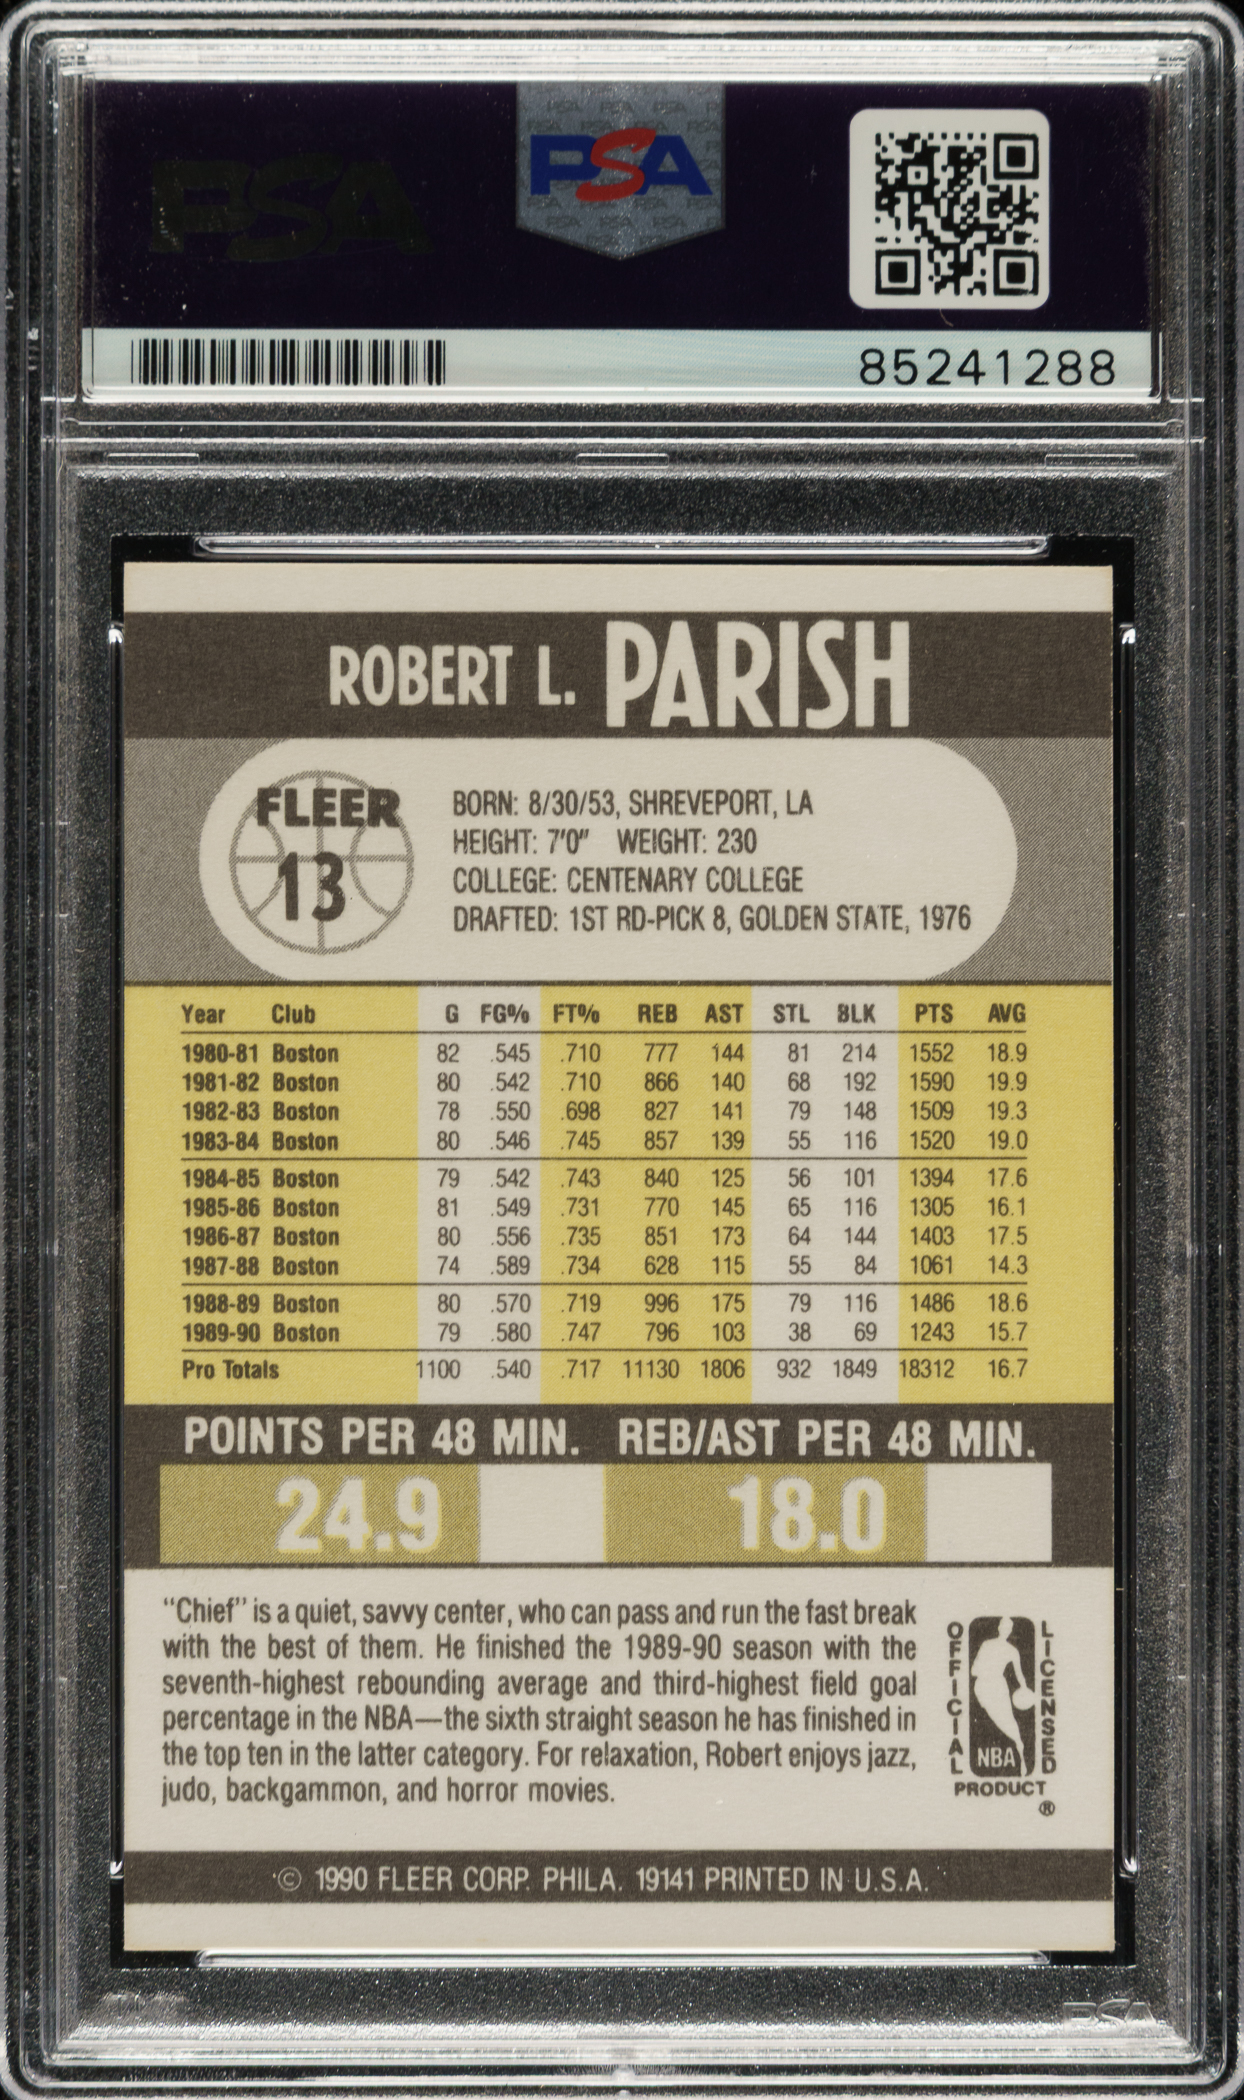 PSA
PSA
85241288
ROBERT L. PARISH
FLEER
13
BORN: 8/30/53, SHREVEPORT, LA
HEIGHT: 7'0" WEIGHT: 230
COLLEGE: CENTENARY COLLEGE
DRAFTED: 1ST RD-PICK 8, GOLDEN STATE, 1976
Year Club G FG% FT% REB AST STL BLK PTS AVG
1980-81 Boston 82 .545 .710 777 144 81 214 1552 18.9
1981-82 Boston 80 .542 .710 866 140 68 192 1590 19.9
1982-83 Boston 78 .550 .698 827 141 79 148 1509 19.3
1983-84 Boston 80 .546 .745 857 139 55 116 1520 19.0
1984-85 Boston 79 .542 .743 840 125 56 101 1394 17.6
1985-86 Boston 81 .549 .731 770 145 65 116 1305 16.1
1986-87 Boston 80 .556 .735 851 173 64 144 1403 17.5
1987-88 Boston 74 .589 .734 628 115 55 84 1061 14.3
1988-89 Boston 80 .570 .719 996 175 79 116 1486 18.6
1989-90 Boston 79 .580 .747 796 103 38 69 1243 15.7
Pro Totals 1100 .540 .717 11130 1806 932 1849 18312 16.7
POINTS PER 48 MIN. REB/AST PER 48 MIN.
24.9 18.0
"Chief" is a quiet, savvy center, who can pass and run the fast break
with the best of them. He finished the 1989-90 season with the
seventh-highest rebounding average and third-highest field goal
percentage in the NBA—the sixth straight season he has finished in
the top ten in the latter category. For relaxation, Robert enjoys jazz,
judo, backgammon, and horror movies.
OFFICIAL
LICENSED
NBA
PRODUCT
®
© 1990 FLEER CORP. PHILA. 19141 PRINTED IN U.S.A.
PSA